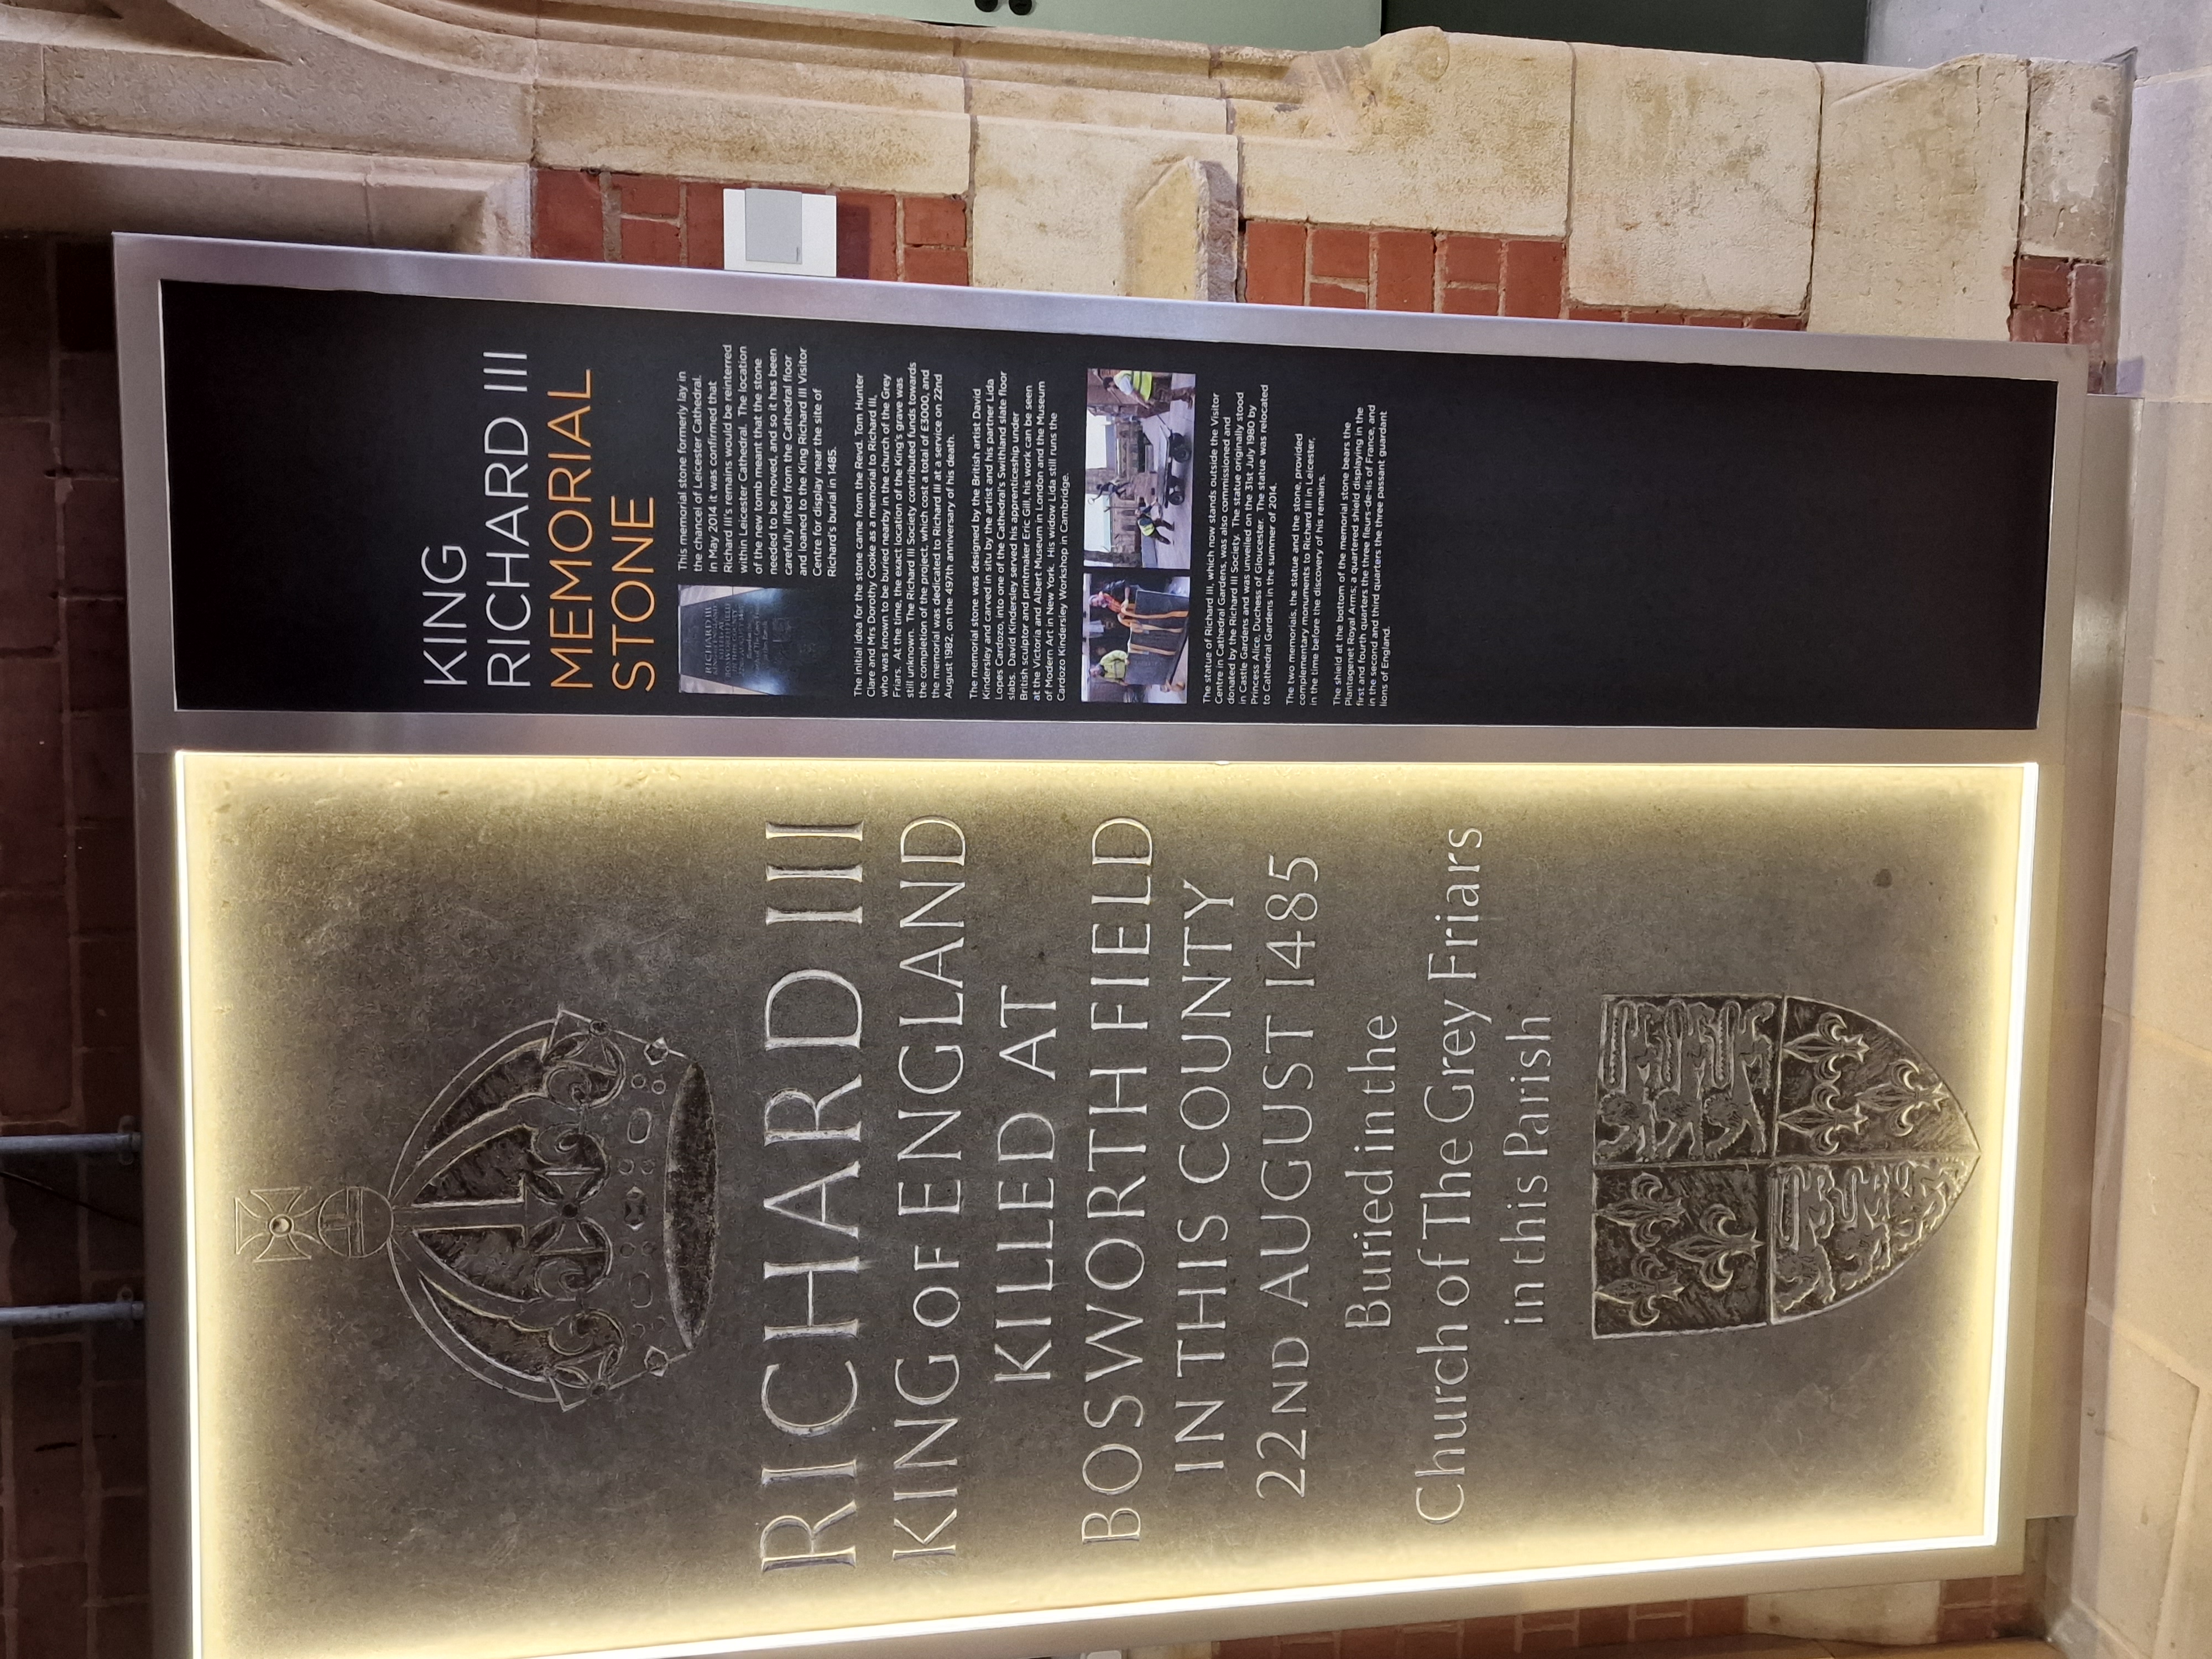 RICHARD III
KING OF ENGLAND
KILLED AT
BOSWORTH FIELD
IN THIS COUNTY
22ND AUGUST 1485
Buried in the
Church of The Grey Friars
in this Parish
KING
RICHARD III
MEMORIAL
STONE
This memorial stone formerly lay in
the chancel of Leicester Cathedral.
In May 2014 it was confirmed that
Richard III's remains would be reinterred
within Leicester Cathedral. The location
of the new tomb meant that the stone
needed to be moved, and so it has been
carefully lifted from the Cathedral floor
and loaned to the King Richard III Visitor
Centre for display near the site of
Richard's burial in 1485.
The initial idea for the stone came from the Revd. Tom Hunter
Clare and Mrs Dorothy Cooke as a memorial to Richard III,
who was known to be buried nearby in the church of the Grey
Friars. At the time, the exact location of the King's grave was
still unknown. The Richard III Society contributed funds towards
the completion of the project, which cost a total of £3000, and
the memorial was dedicated to Richard III at a service on 22nd
August 1982, on the 497th anniversary of his death.
The memorial stone was designed by the British artist David
Kindersley and carved in situ by the artist and his partner Lida
Lopes Cardozo, into one of the Cathedral's Swithland slate floor
slabs. David Kindersley served his apprenticeship under
British sculptor and printmaker Eric Gill, his work can be seen
at the Victoria and Albert Museum in London and the Museum
of Modern Art in New York. His widow Lida still runs the
Cardozo Kindersley Workshop in Cambridge.
The statue of Richard III, which now stands outside the Visitor
Centre in Cathedral Gardens, was also commissioned and
donated by the Richard III Society. The statue originally stood
in Castle Gardens and was unveiled on the 31st July 1980 by
Princess Alice, Duchess of Gloucester. The statue was relocated
to Cathedral Gardens in the summer of 2014.
The two memorials, the statue and the stone, provided
complementary monuments to Richard III in Leicester,
in the time before the discovery of his remains.
The shield at the bottom of the memorial stone bears the
Plantagenet Royal Arms; a quartered shield displaying in the
first and fourth quarters the three fleurs-de-lis of France, and
in the second and third quarters the three passant guardant
lions of England.